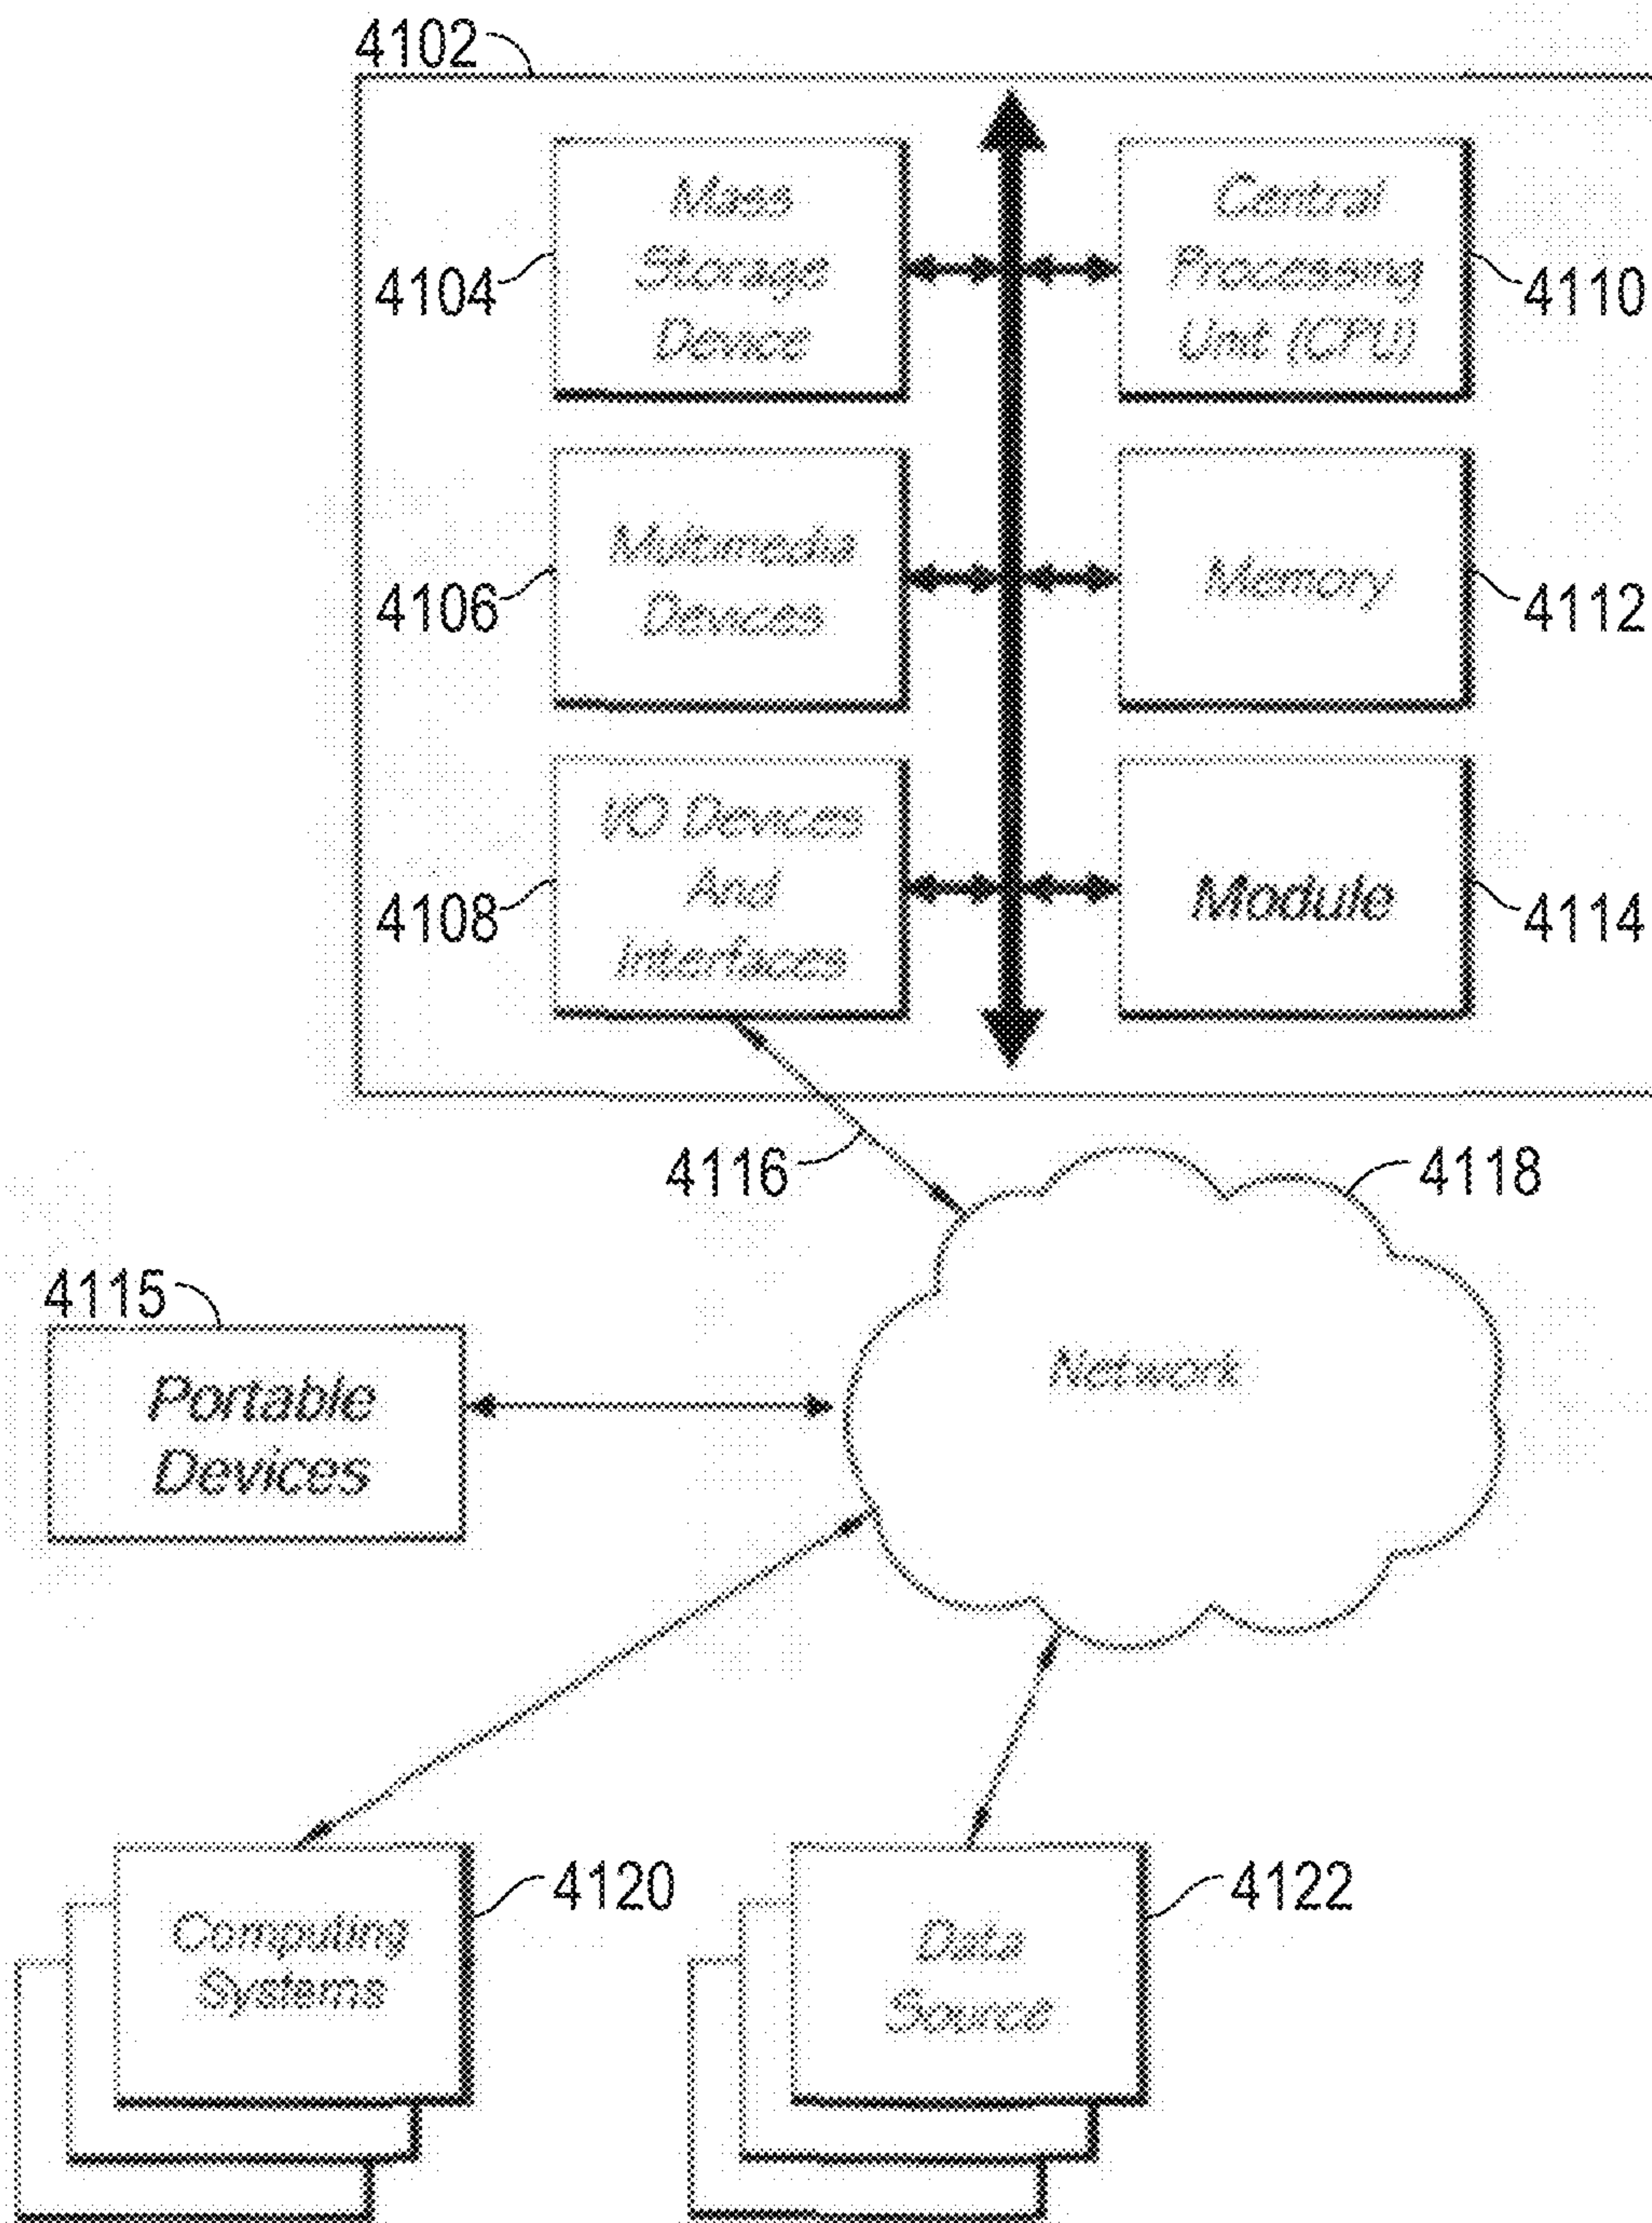 4102
Mass
Storage
Device
4104
Central
Processing
Unit (CPU)
4110
Multimedia
Devices
4106
Memory
4112
I/O Devices
And
Interfaces
4108
Module
4114
4116
4118
4115
Portable
Devices
Network
Computing
Systems
4120
Data
Source
4122